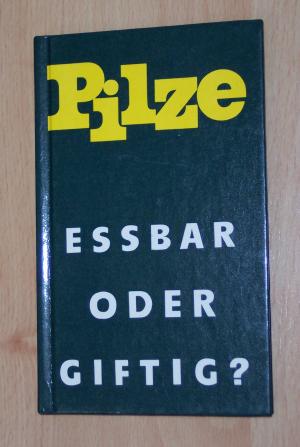 Pilze
ESSBAR
ODER
GIFTIG?